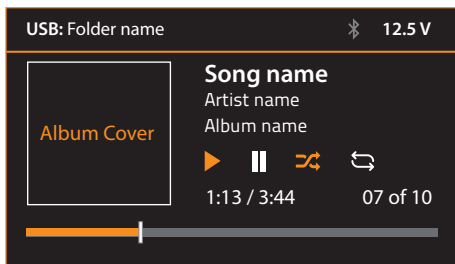 USB: Folder name 12.5 V
Album Cover
Song name
Artist name
Album name
1:13 / 3:44 07 of 10